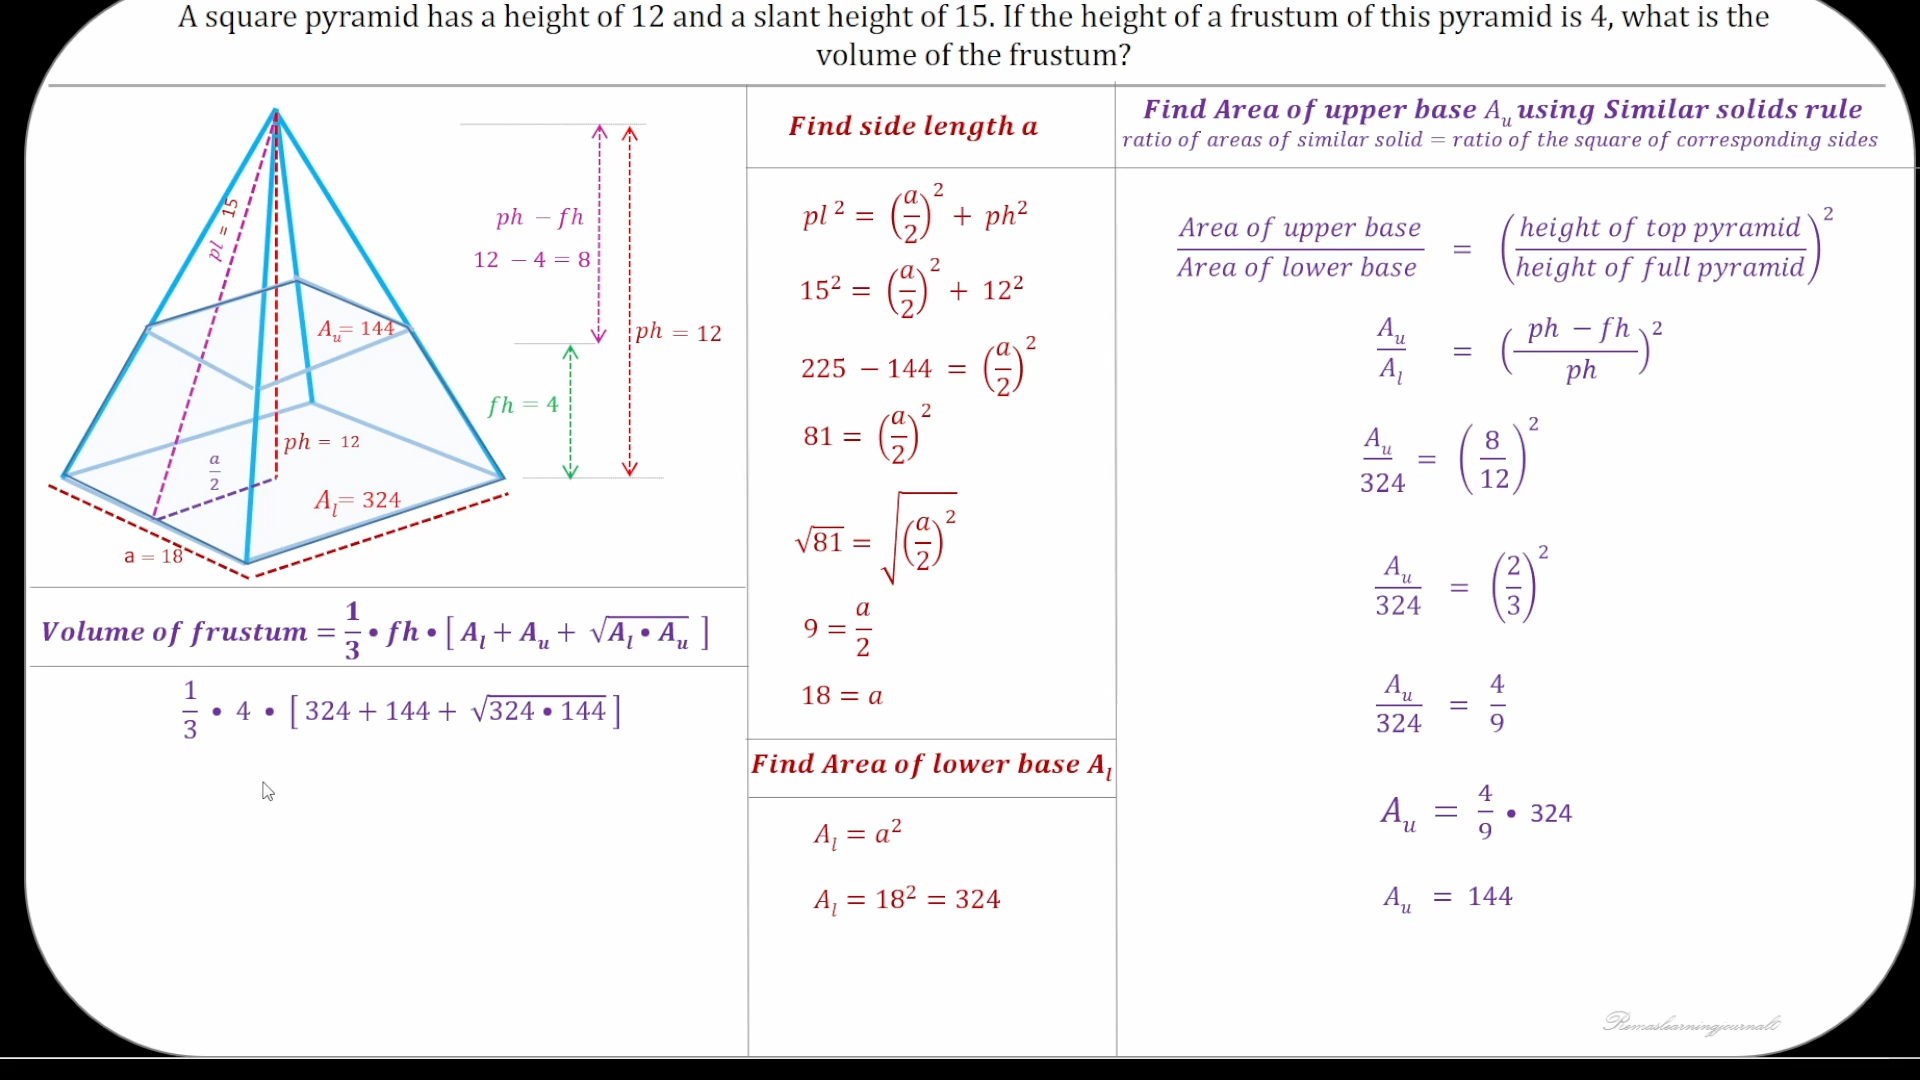 A square pyramid has a height of 12 and a slant height of 15. If the height of a frustum of this pyramid is 4, what is the
volume of the frustum?
pl = 15
ph − fh
12 − 4 = 8
ph = 12
fh = 4
A_u = 144
ph = 12
a/2
A_l = 324
a = 18
Volume of frustum = 1/3 • fh • [ A_l + A_u + √(A_l • A_u) ]
1/3 • 4 • [ 324 + 144 + √(324 • 144) ]
Find side length a
pl² = (a/2)² + ph²
15² = (a/2)² + 12²
225 − 144 = (a/2)²
81 = (a/2)²
√81 = √((a/2)²)
9 = a/2
18 = a
Find Area of lower base A_l
A_l = a²
A_l = 18² = 324
Find Area of upper base A_u using Similar solids rule
ratio of areas of similar solid = ratio of the square of corresponding sides
Area of upper base/Area of lower base = (height of top pyramid/height of full pyramid)²
A_u/A_l = (ph − fh/ph)²
A_u/324 = (8/12)²
A_u/324 = (2/3)²
A_u/324 = 4/9
A_u = 4/9 • 324
A_u = 144